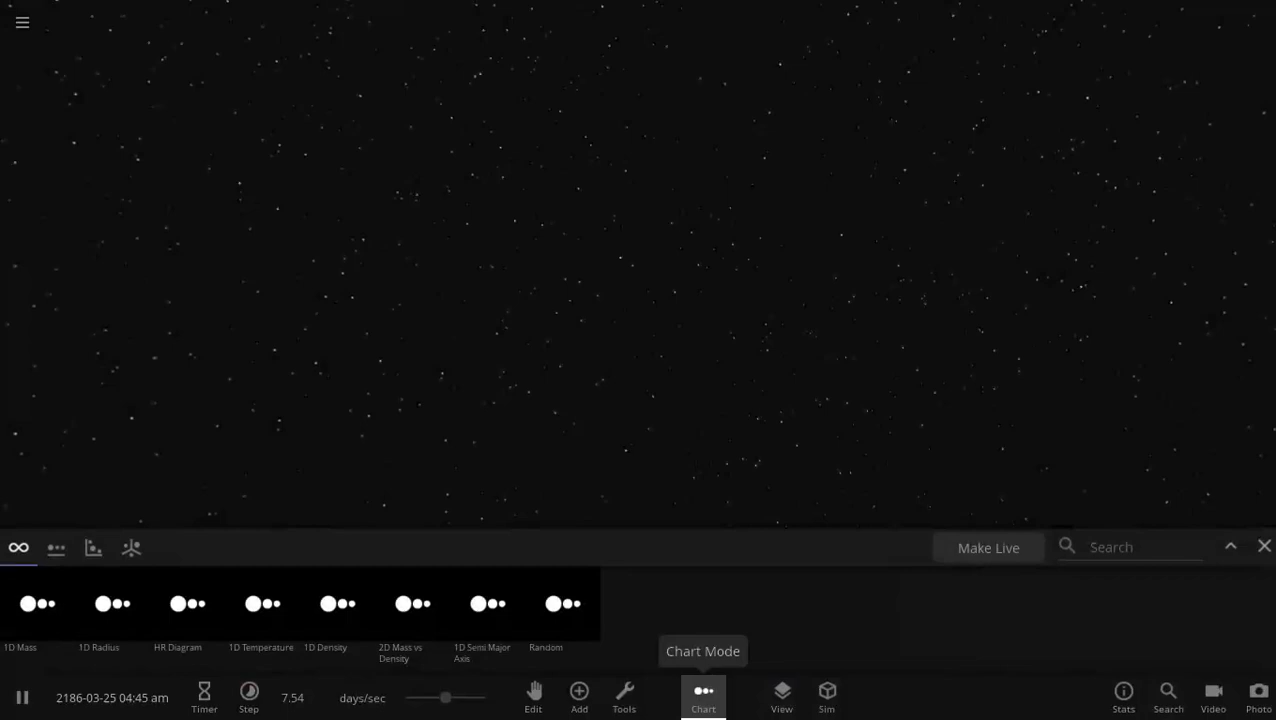 Make Live
Search
1D Mass
1D Radius
HR Diagram
1D Temperature
1D Density
2D Mass vs
Density
1D Semi Major
Axis
Random
Chart Mode
2186-03-25 04:45 am
Timer
Step
7.54
days/sec
Edit
Add
Tools
Chart
View
Sim
Stats
Search
Video
Photo